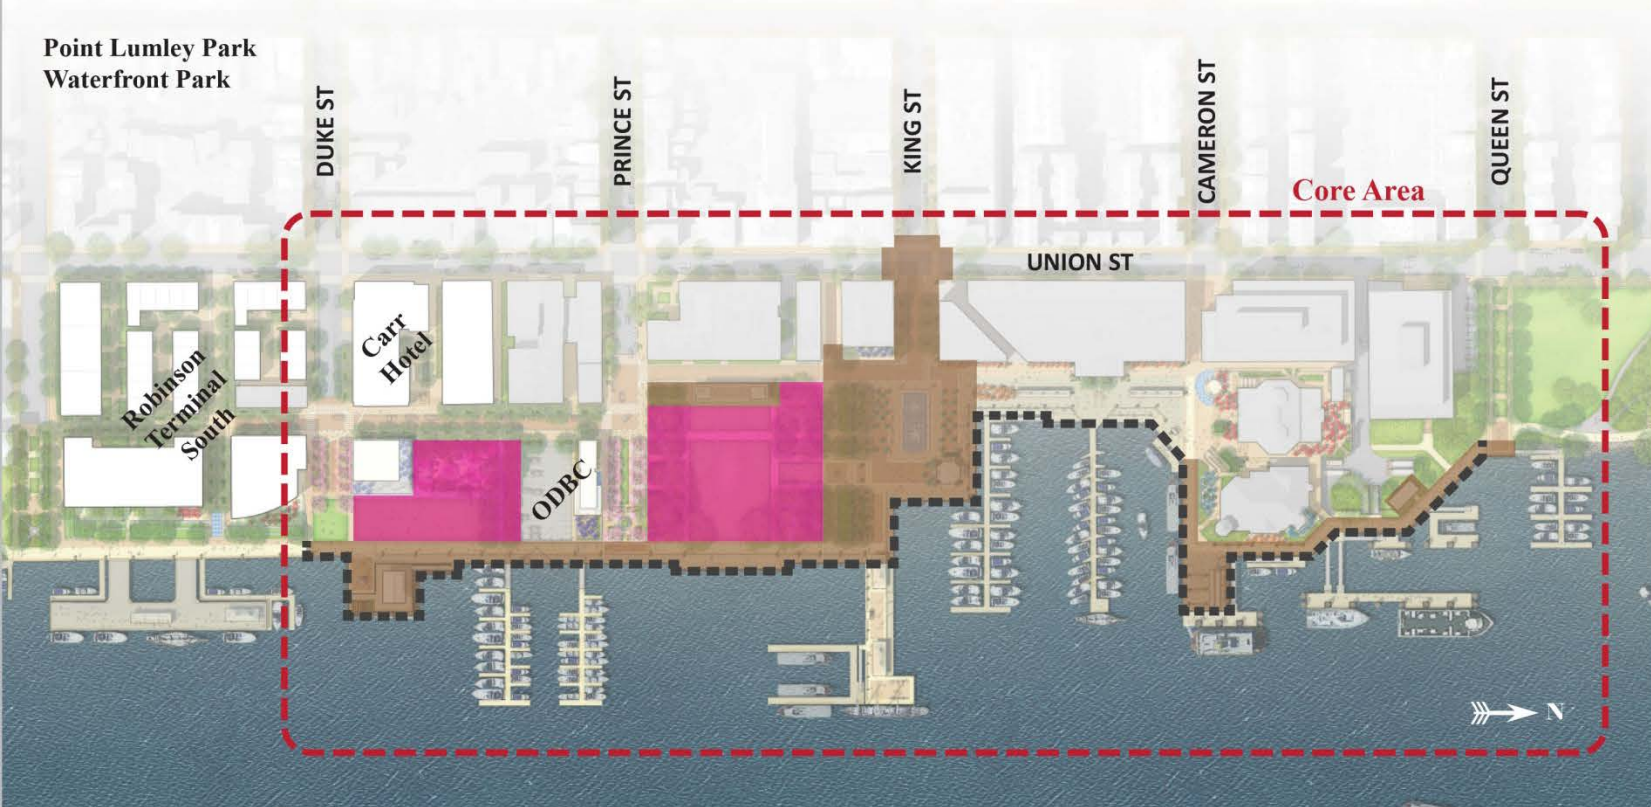 Point Lumley Park
Waterfront Park
DUKE ST
PRINCE ST
KING ST
CAMERON ST
QUEEN ST
Core Area
UNION ST
Carr
Hotel
Robinson
Terminal
South
ODBC
N